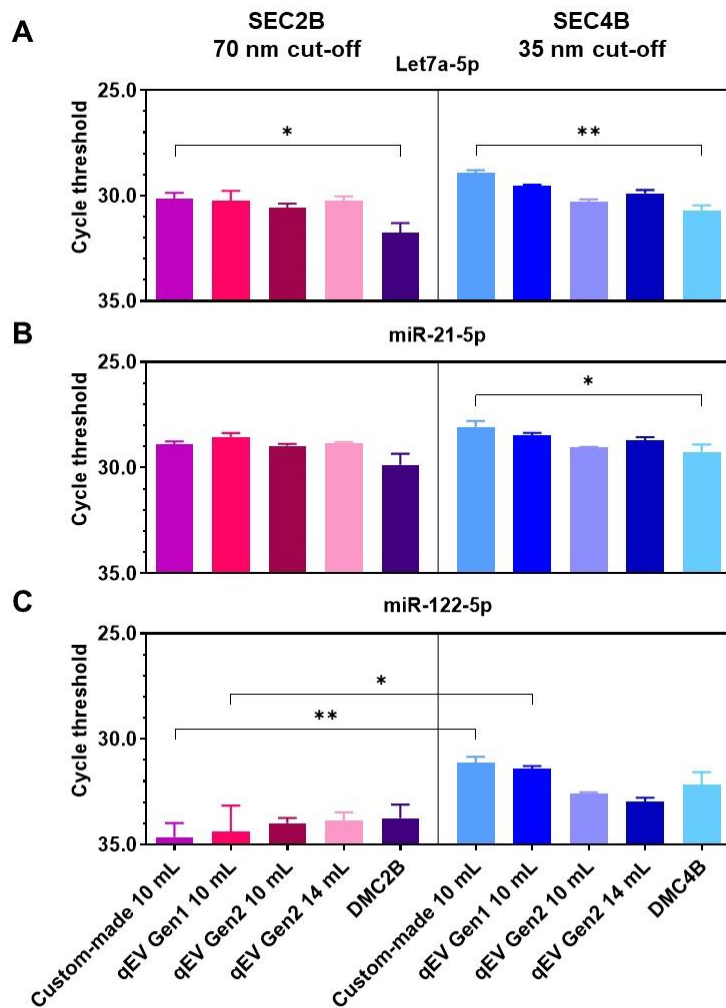 A
SEC2B
70 nm cut-off
SEC4B
35 nm cut-off
Let7a-5p
Cycle threshold
25.0
30.0
35.0
*
**
B
miR-21-5p
Cycle threshold
25.0
30.0
35.0
*
C
miR-122-5p
Cycle threshold
25.0
30.0
35.0
*
**
Custom-made 10 mL
qEV Gen1 10 mL
qEV Gen2 10 mL
qEV Gen2 14 mL
DMC2B
Custom-made 10 mL
qEV Gen1 10 mL
qEV Gen2 10 mL
qEV Gen2 14 mL
DMC4B